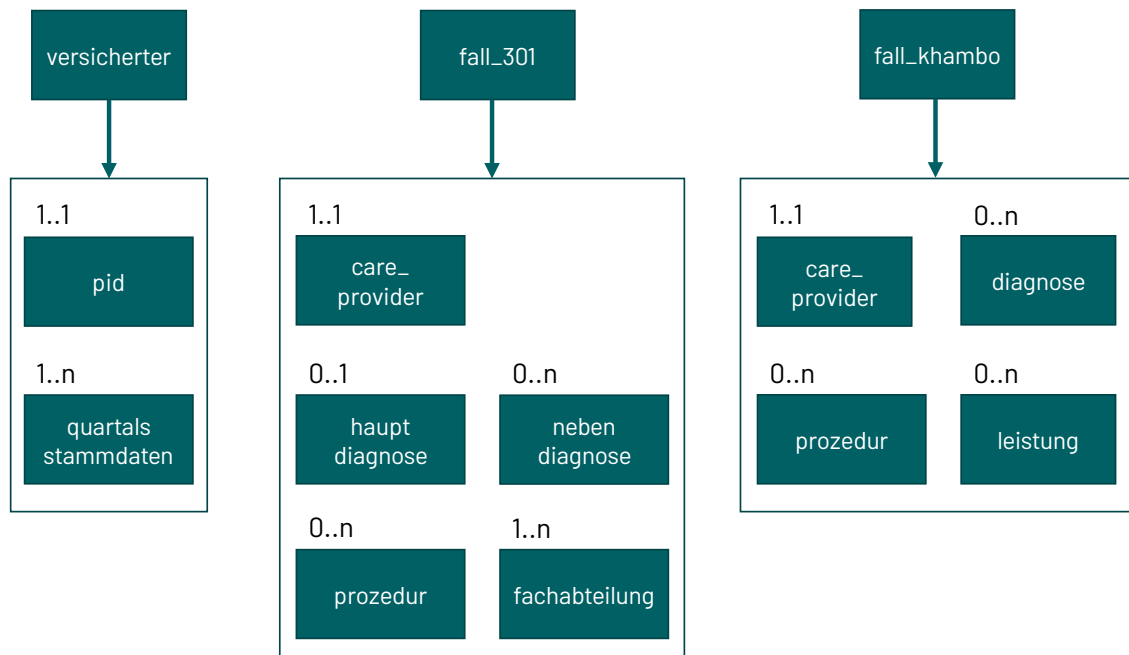 versicherter
1..1
pid
1..n
quartals
stammdaten
fall_301
1..1
care_
provider
0..1
haupt
diagnose
0..n
neben
diagnose
0..n
prozedur
1..n
fachabteilung
fall_khambo
1..1
care_
provider
0..n
diagnose
0..n
prozedur
0..n
leistung